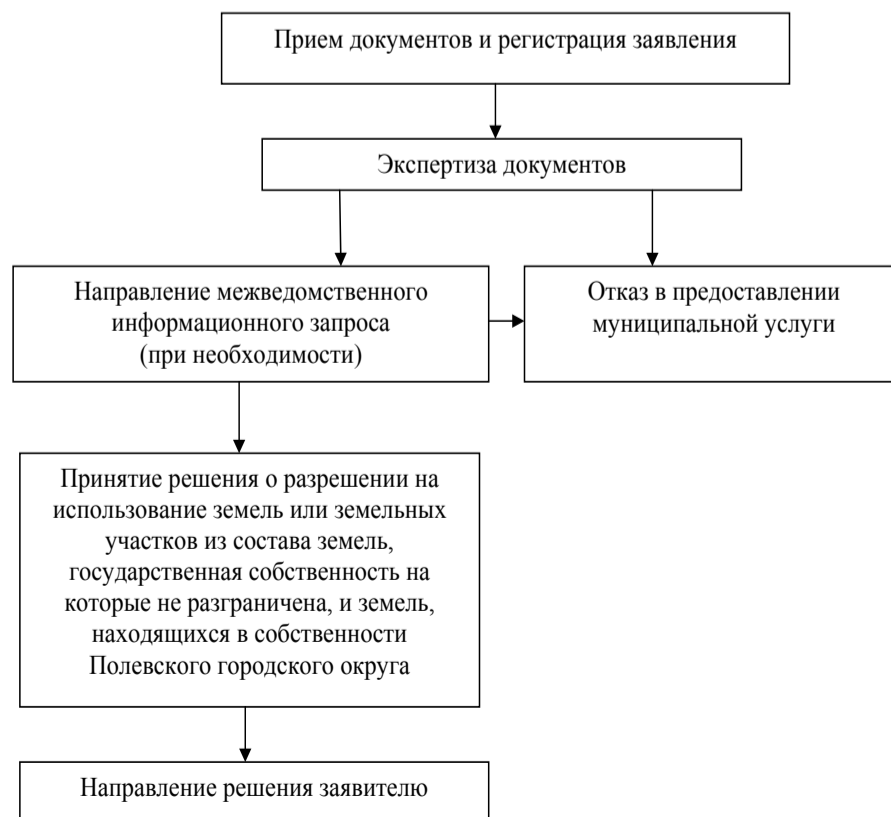 Прием документов и регистрация заявления
Экспертиза документов
Направление межведомственного
информационного запроса
(при необходимости)
Отказ в предоставлении
муниципальной услуги
Принятие решения о разрешении на
использование земель или земельных
участков из состава земель,
государственная собственность на
которые не разграничена, и земель,
находящихся в собственности
Полевского городского округа
Направление решения заявителю